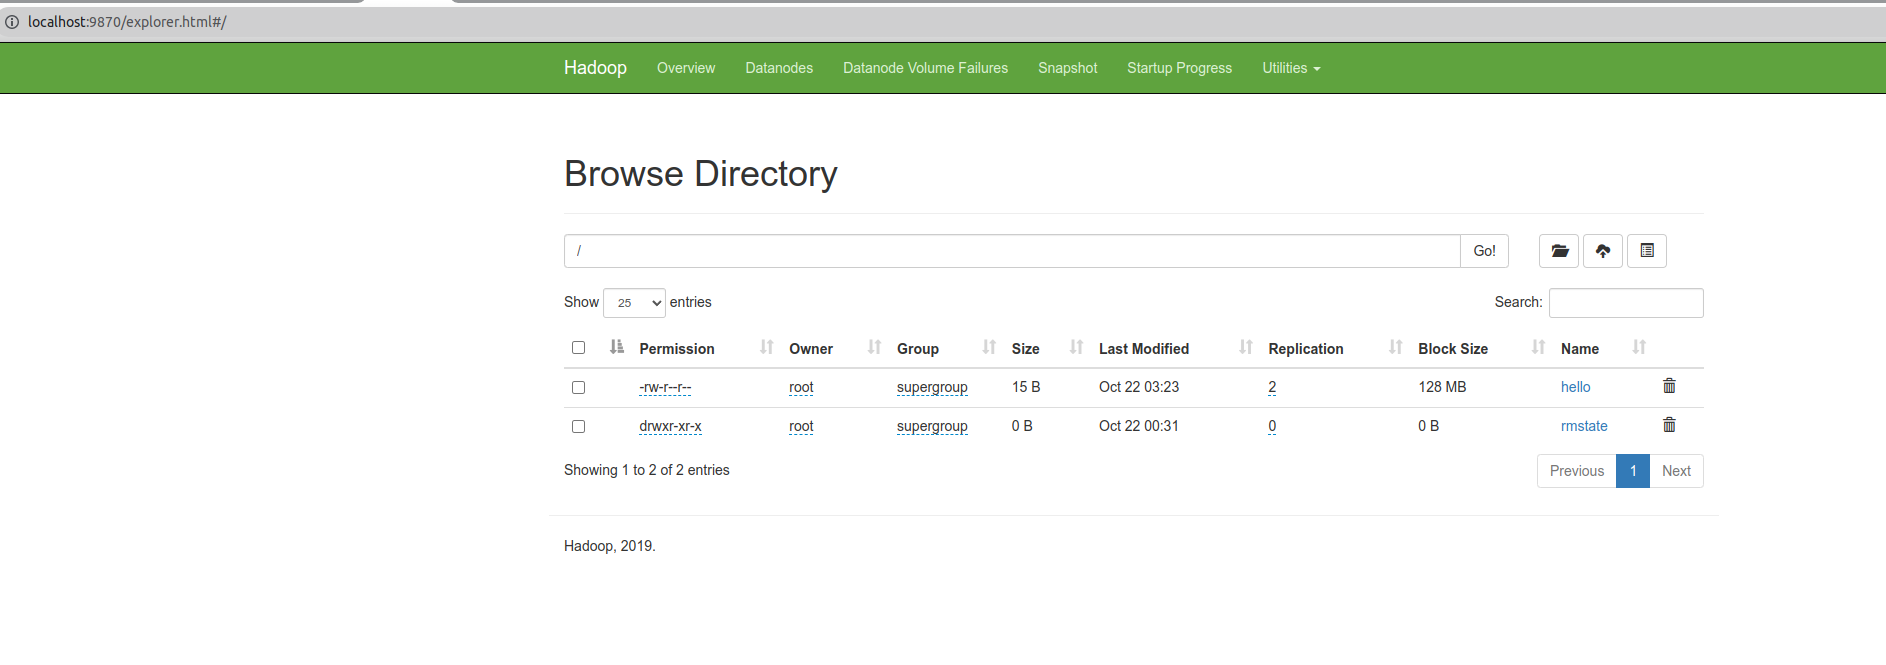 localhost:9870/explorer.html#/
Hadoop Overview Datanodes Datanode Volume Failures Snapshot Startup Progress Utilities
Browse Directory
/ Go!
Show 25 entries Search:
Permission Owner Group Size Last Modified Replication Block Size Name
-rw-r--r-- root supergroup 15 B Oct 22 03:23 2 128 MB hello
drwxr-xr-x root supergroup 0 B Oct 22 00:31 0 0 B rmstate
Showing 1 to 2 of 2 entries Previous 1 Next
Hadoop, 2019.